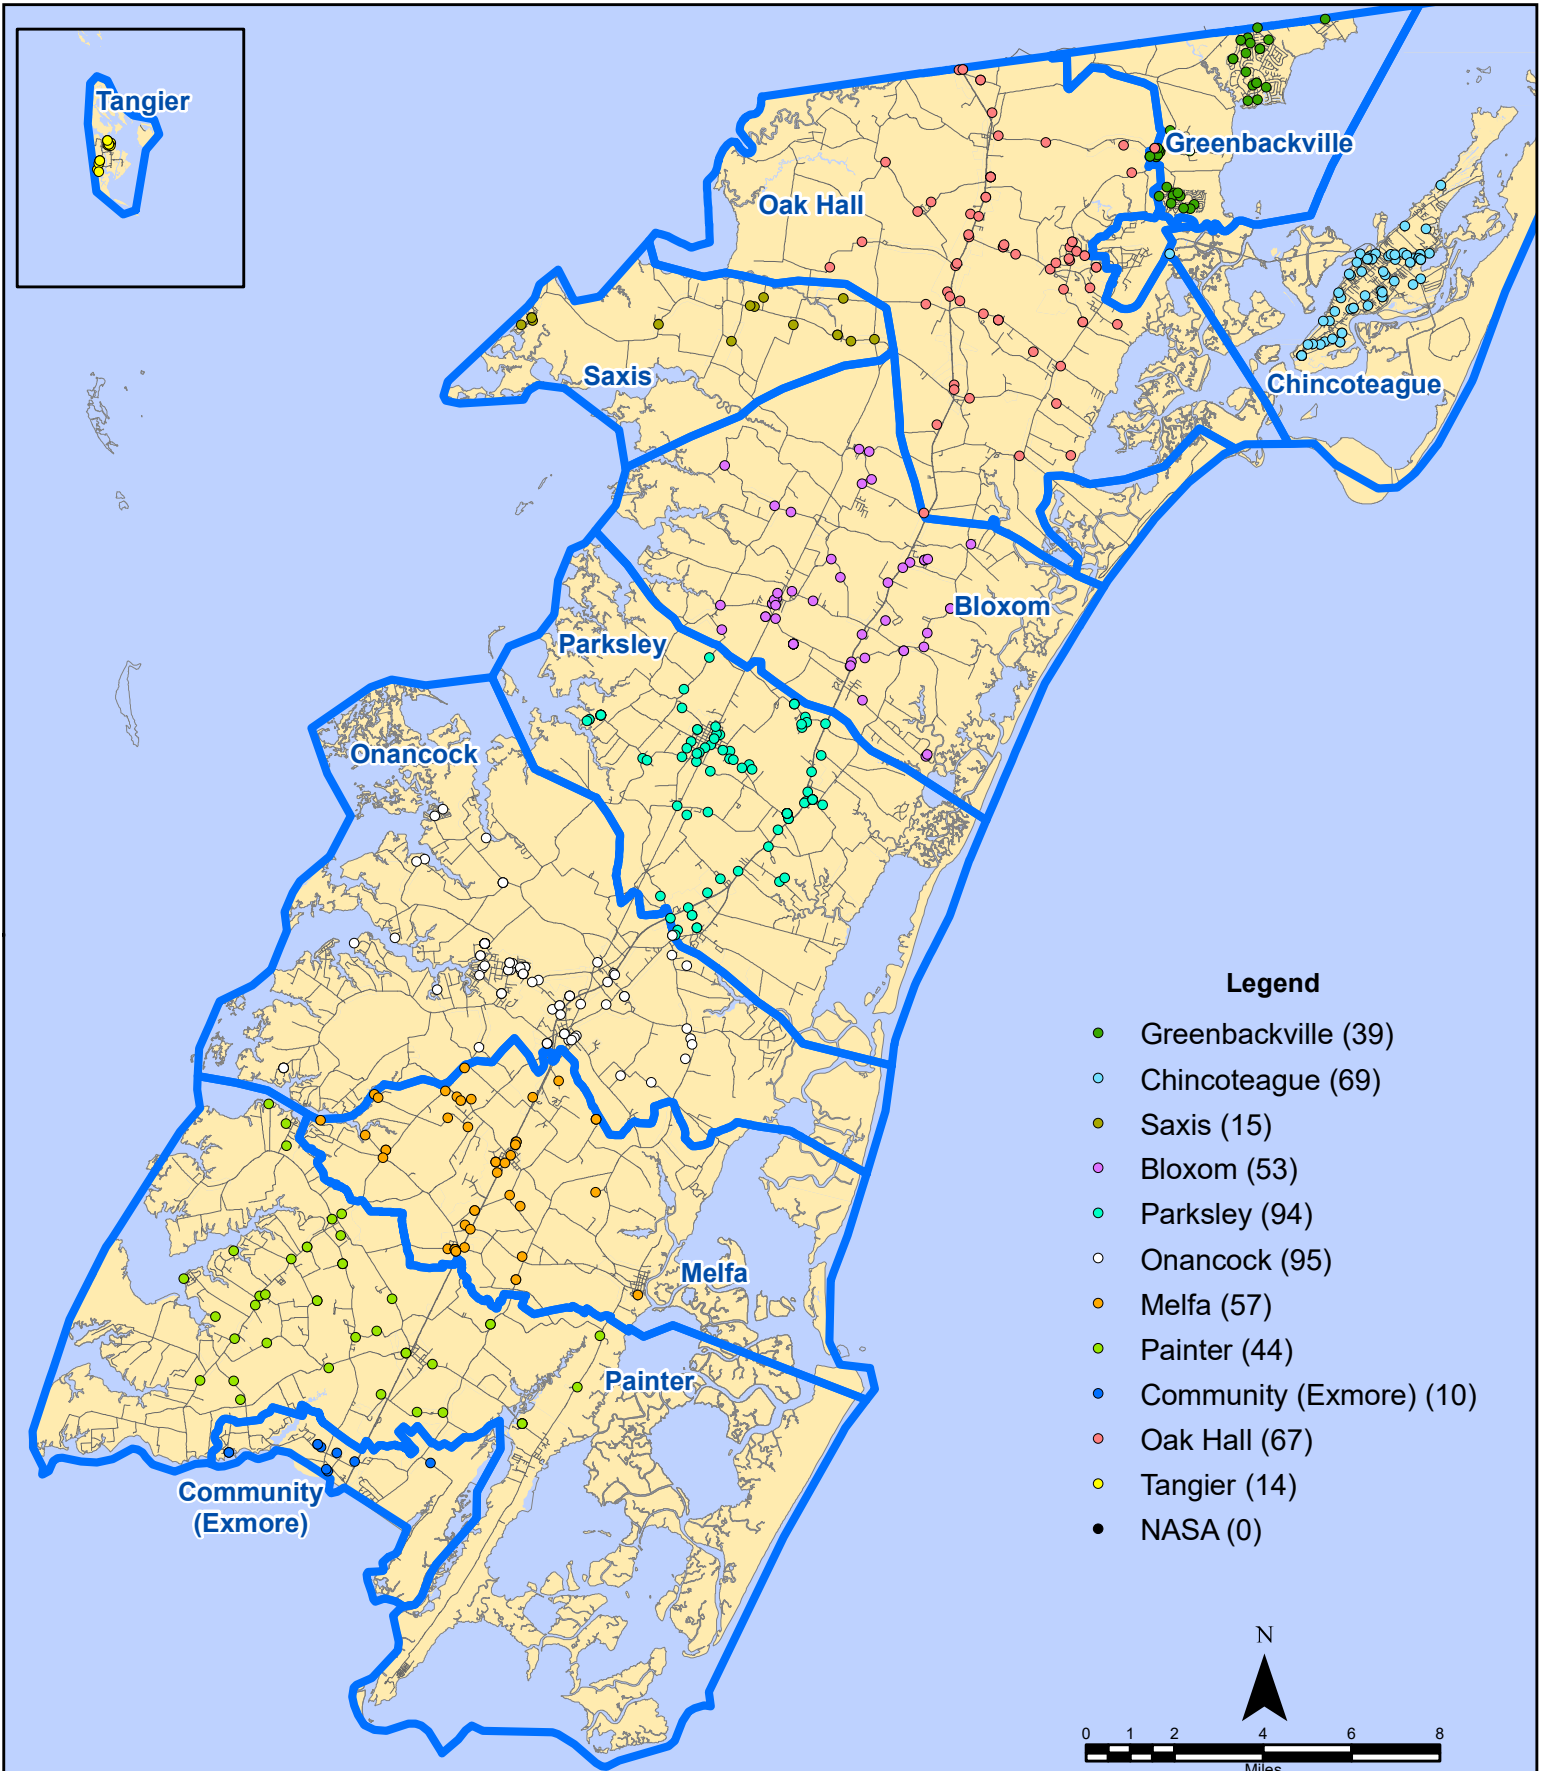 Tangier
Greenbackville
Oak Hall
Saxis
Chincoteague
Bloxom
Parksley
Onancock
Melfa
Painter
Community
(Exmore)
Legend
Greenbackville (39)
Chincoteague (69)
Saxis (15)
Bloxom (53)
Parksley (94)
Onancock (95)
Melfa (57)
Painter (44)
Community (Exmore) (10)
Oak Hall (67)
Tangier (14)
NASA (0)
N
0 1 2 4 6 8
Miles